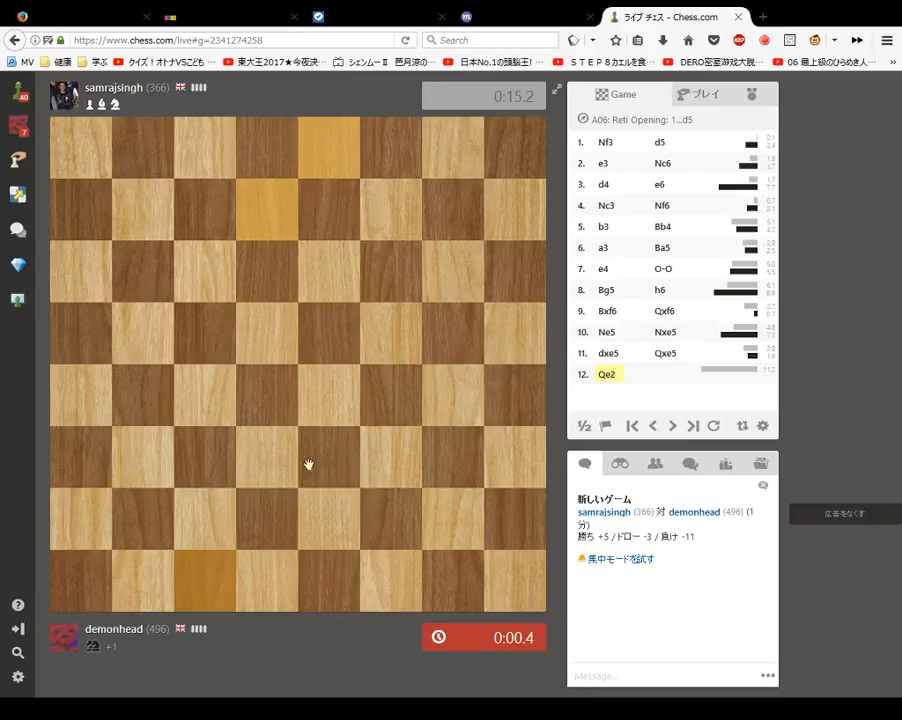 ライブ チェス - Chess.com
https://www.chess.com/live#g=2341274258
Search
MV 健康 学ぶ クイズ！オトナVSこども 東大王2017★今夜決… シェンムーⅡ 芭月涼の… 日本No.1の頭脳王! ＳＴＥＰ８カエルを食… DERO密室游戏大脱… 06 最上級のひらめき人…
40
7
samrajsingh (366)
0:15.2
Game プレイ
A06: Reti Opening: 1...d5
1. Nf3 d5
2. e3 Nc6
3. d4 e6
4. Nc3 Nf6
5. b3 Bb4
6. a3 Ba5
7. e4 O-O
8. Bg5 h6
9. Bxf6 Qxf6
10. Ne5 Nxe5
11. dxe5 Qxe5
12. Qe2
11.2
½
新しいゲーム
samrajsingh (366) 対 demonhead (496) (1
分)
勝ち +5 / ドロー -3 / 負け -11
集中モードを試す
広告をなくす
demonhead (496)
+1
0:00.4
Message...